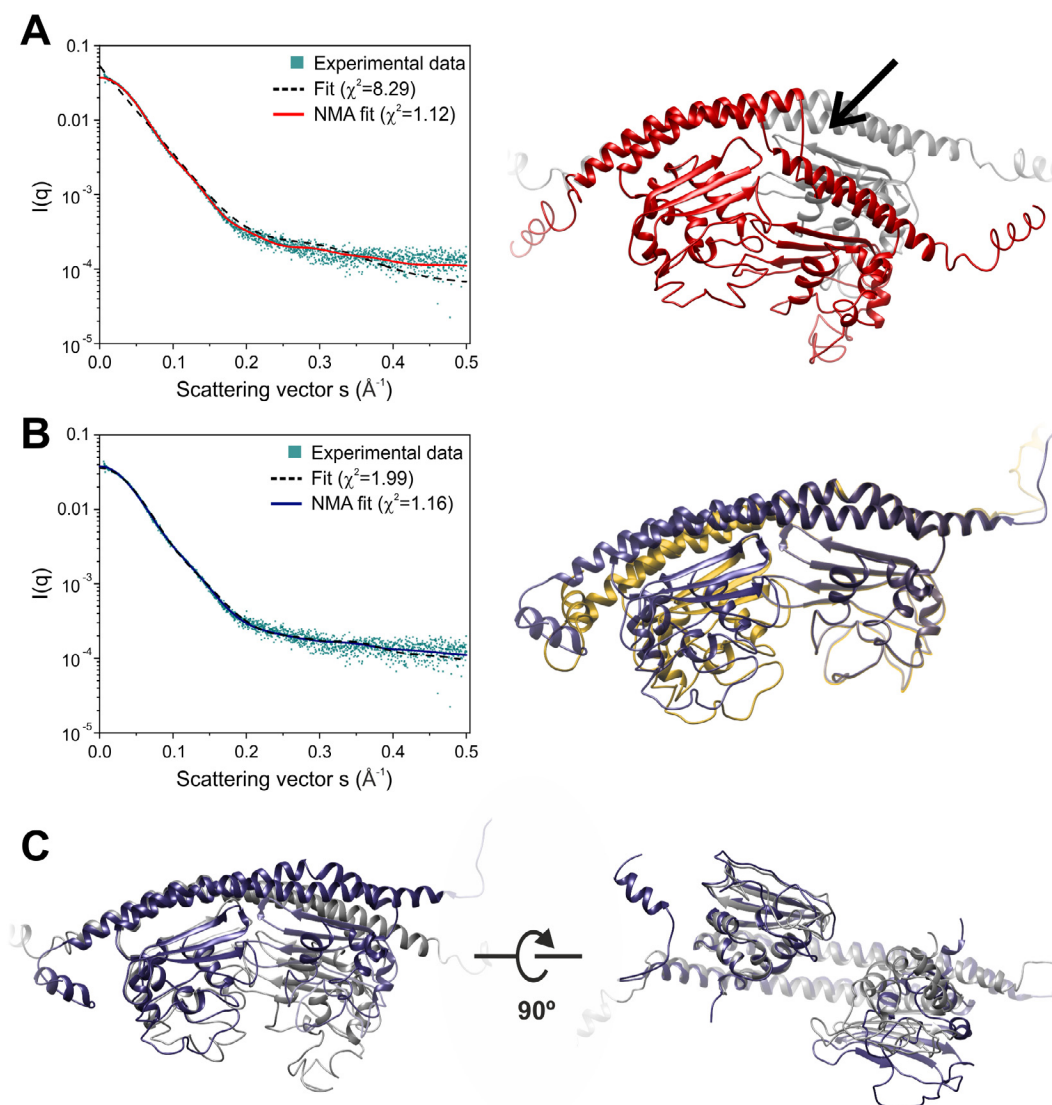 A
0.1
0.01
10⁻³
10⁻⁴
10⁻⁵
I(q)
Experimental data
Fit (χ²=8.29)
NMA fit (χ²=1.12)
0.0 0.1 0.2 0.3 0.4 0.5
Scattering vector s (Å⁻¹)
B
0.1
0.01
10⁻³
10⁻⁴
10⁻⁵
I(q)
Experimental data
Fit (χ²=1.99)
NMA fit (χ²=1.16)
0.0 0.1 0.2 0.3 0.4 0.5
Scattering vector s (Å⁻¹)
C
90º